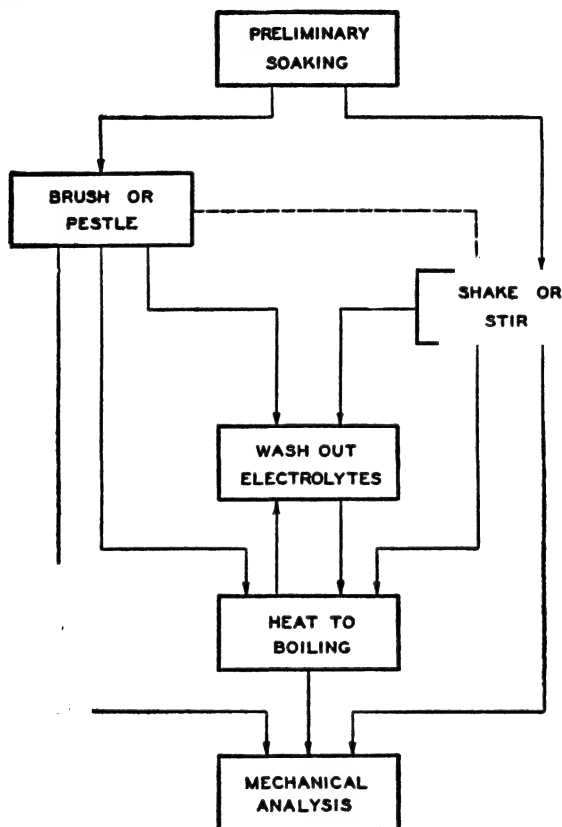 PRELIMINARY
SOAKING
BRUSH OR
PESTLE
SHAKE OR
STIR
WASH OUT
ELECTROLYTES
HEAT TO
BOILING
MECHANICAL
ANALYSIS